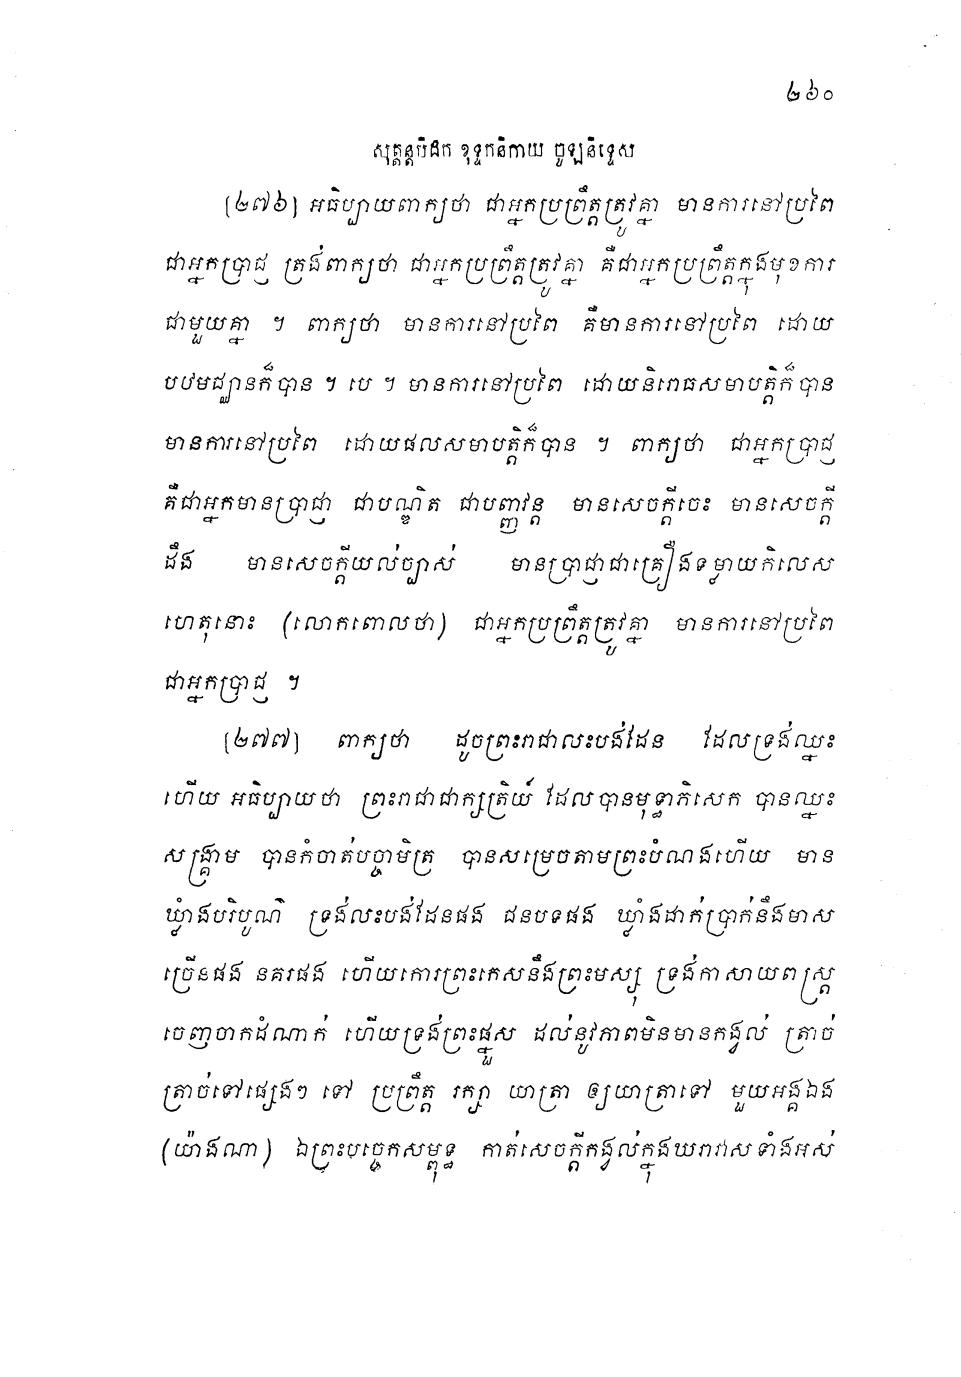 ២៦០
សុត្តន្តបិដក ខុទ្ទកនិកាយ ចូឡនិទ្ទេស
[២៧៦] អធិប្បាយពាក្យថា ជាអ្នកប្រព្រឹត្តត្រូវគ្នា មានការនៅប្រពៃ
ជាអ្នកប្រាជ្ញ ត្រង់ពាក្យថា ជាអ្នកប្រព្រឹត្តត្រូវគ្នា គឺជាអ្នកប្រព្រឹត្តក្នុងមុខការ
ជាមួយគ្នា ។ ពាក្យថា មានការនៅប្រពៃ គឺមានការនៅប្រពៃ ដោយ
បឋមជ្ឈានក៏បាន ។ បេ ។ មានការនៅប្រពៃ ដោយនិរោធសមាបត្តិក៏បាន
មានការនៅប្រពៃ ដោយផលសមាបត្តិក៏បាន ។ ពាក្យថា ជាអ្នកប្រាជ្ញ
គឺជាអ្នកមានប្រាជ្ញា ជាបណ្ឌិត ជាបញ្ញវន្ត មានសេចក្តីចេះ មានសេចក្តី
ដឹង មានសេចក្តីយល់ច្បាស់ មានប្រាជ្ញាជាគ្រឿងទម្លាយកិលេស
ហេតុនោះ (លោកពោលថា) ជាអ្នកប្រព្រឹត្តត្រូវគ្នា មានការនៅប្រពៃ
ជាអ្នកប្រាជ្ញ ។
[២៧៧] ពាក្យថា ដូចព្រះរាជាលះបង់ដែន ដែលទ្រង់ឈ្នះ
ហើយ អធិប្បាយថា ព្រះរាជាជាក្សត្រិយ៍ ដែលបានមុទ្ធាភិសេក បានឈ្នះ
សង្គ្រាម បានកំចាត់បច្ចាមិត្រ បានសម្រេចតាមព្រះបំណងហើយ មាន
ឃ្លាំងបរិបូណ៌ ទ្រង់លះបង់ដែនផង ជនបទផង ឃ្លាំងដាក់ប្រាក់នឹងមាស
ច្រើនផង នគរផង ហើយកោរព្រះកេសនឹងព្រះមស្សុ ទ្រង់កាសាយពស្ត្រ
ចេញចាកដំណាក់ ហើយទ្រង់ព្រះផ្នួស ដល់នូវភាពមិនមានកង្វល់ ត្រាច់
ត្រាច់ទៅផ្សេងៗ ទៅ ប្រព្រឹត្ត រក្សា យាត្រា ឲ្យយាត្រាទៅ មួយអង្គឯង
(យ៉ាងណា) ឯព្រះបច្ចេកសម្ពុទ្ធ កាត់សេចក្តីកង្វល់ក្នុងឃរាវាសទាំងអស់